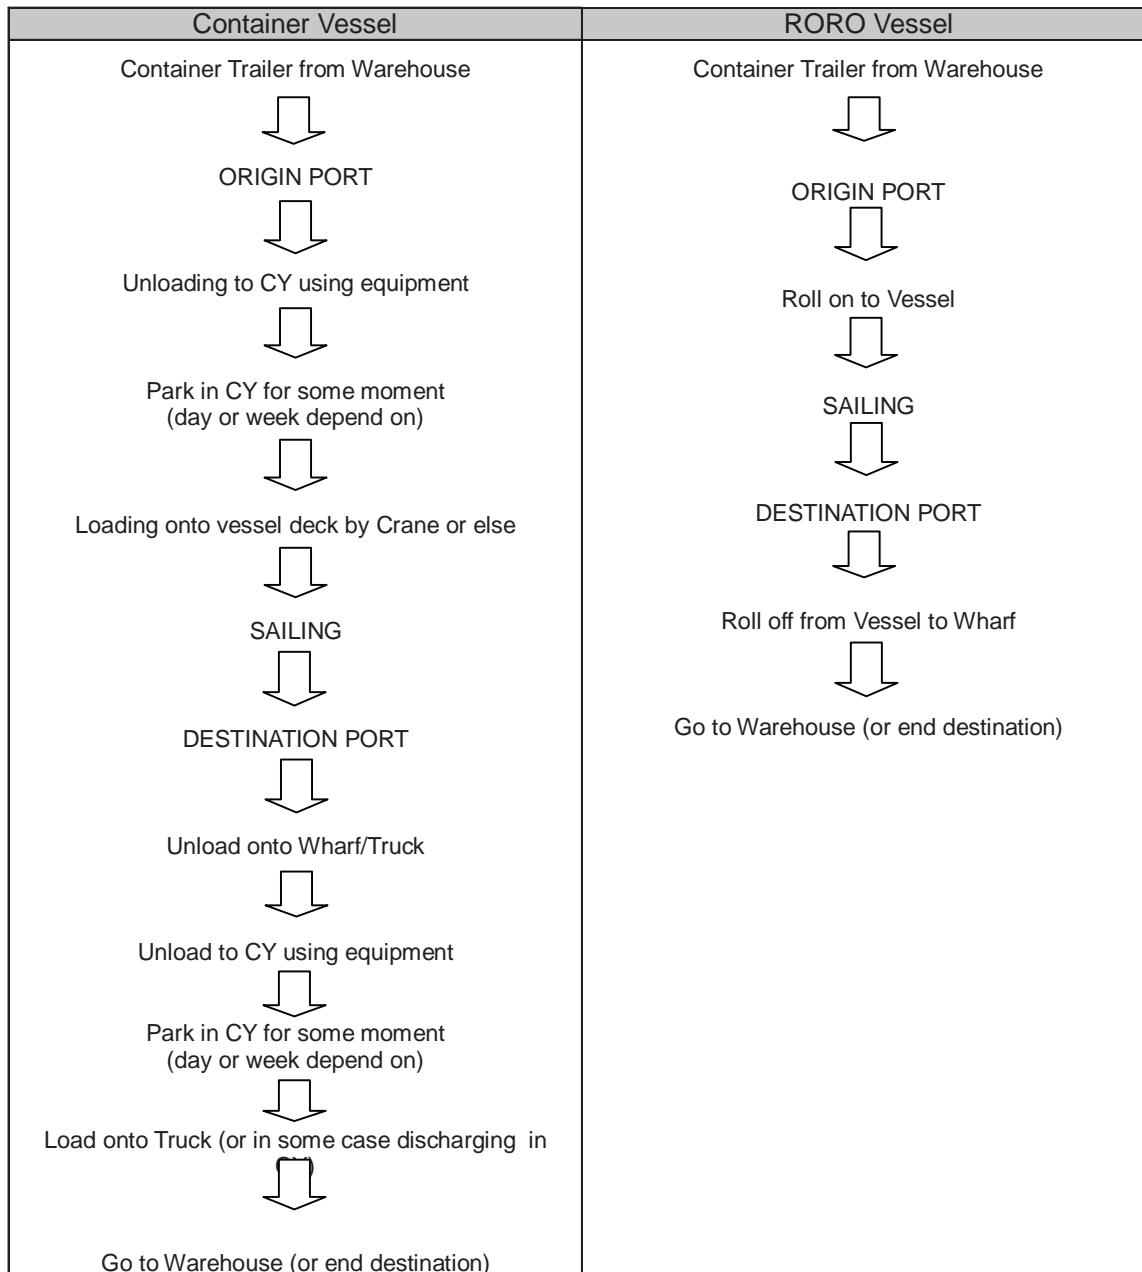 Container Vessel
Container Trailer from Warehouse
ORIGIN PORT
Unloading to CY using equipment
Park in CY for some moment
(day or week depend on)
Loading onto vessel deck by Crane or else
SAILING
DESTINATION PORT
Unload onto Wharf/Truck
Unload to CY using equipment
Park in CY for some moment
(day or week depend on)
Load onto Truck (or in some case discharging in
Go to Warehouse (or end destination)
RORO Vessel
Container Trailer from Warehouse
ORIGIN PORT
Roll on to Vessel
SAILING
DESTINATION PORT
Roll off from Vessel to Wharf
Go to Warehouse (or end destination)